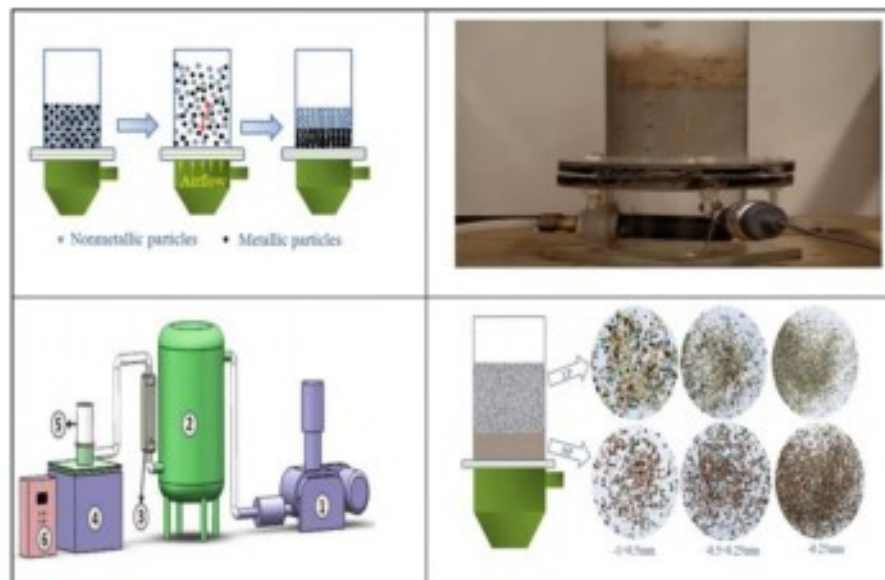 Airflow
Nonmetallic particles
Metallic particles
⑤
②
①
③
④
⑥
-1+0.5mm
-0.5+0.25mm
-0.25mm